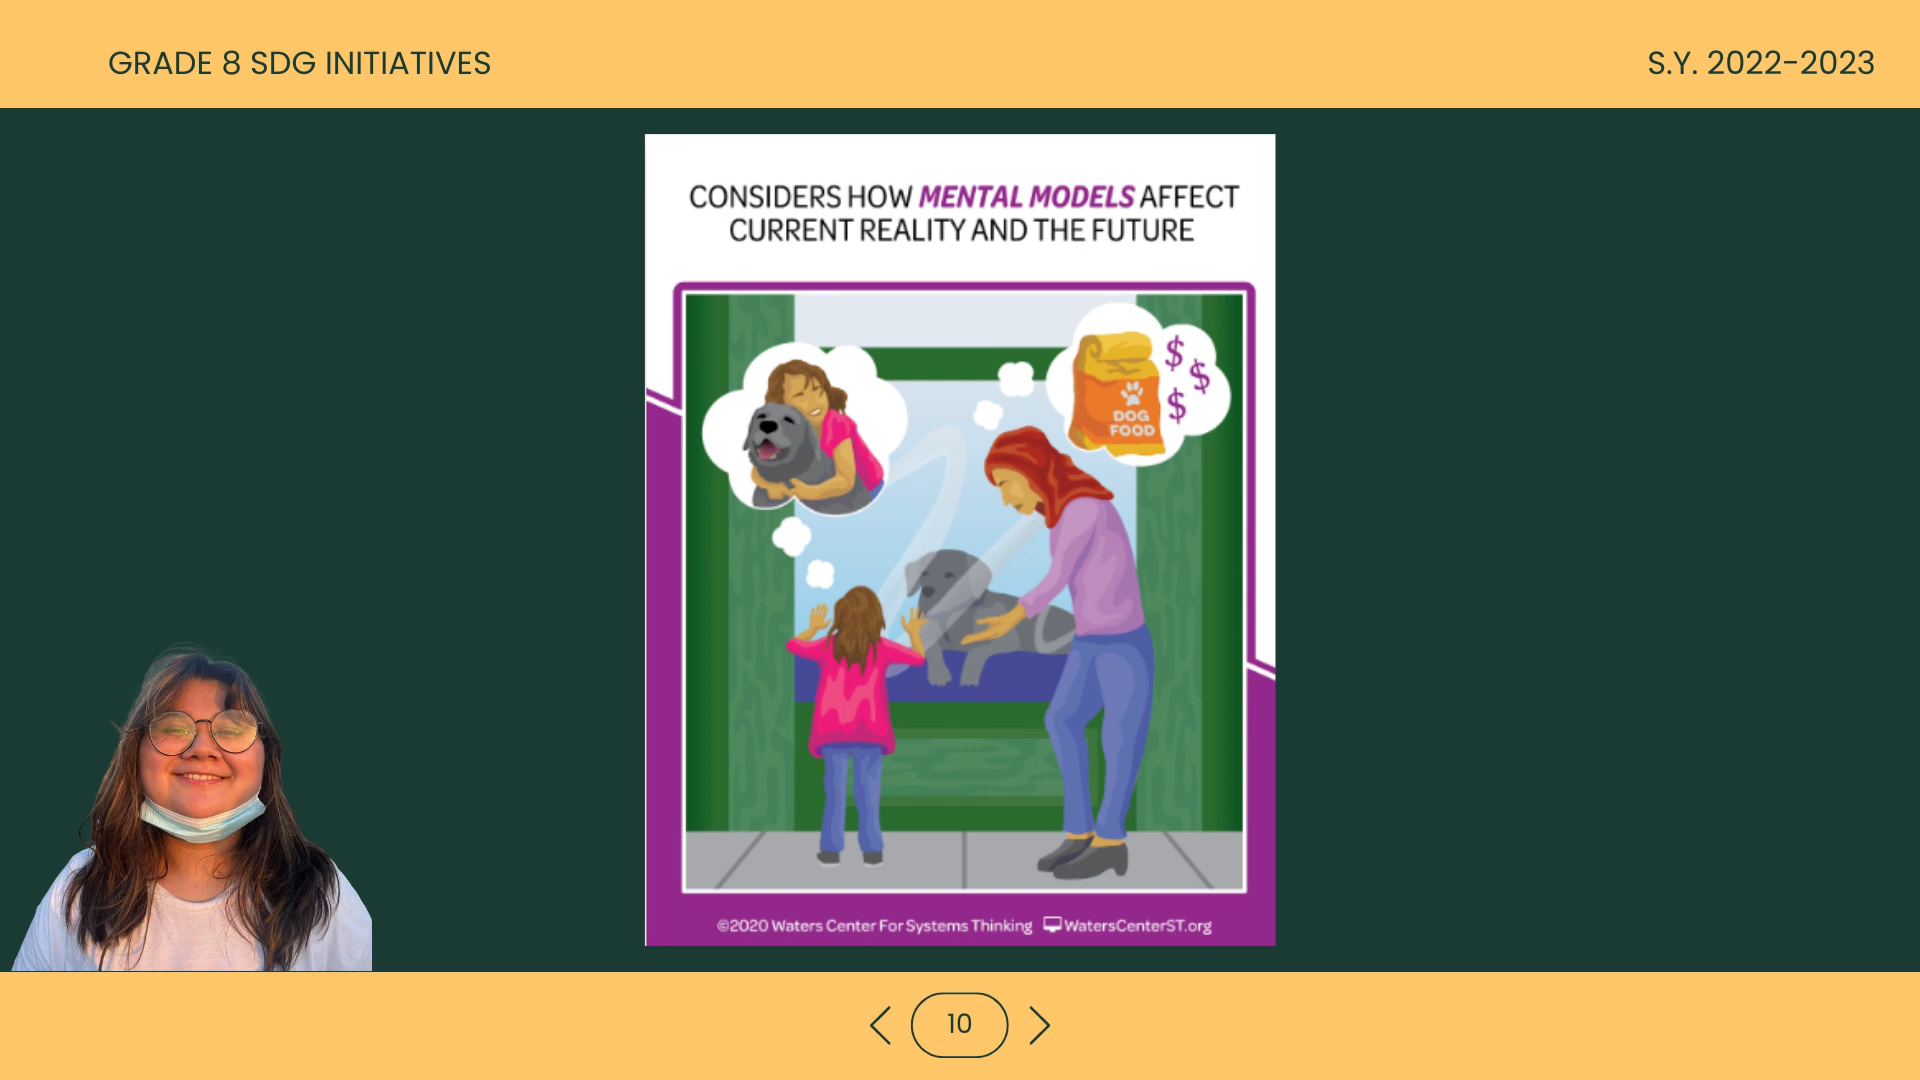 GRADE 8 SDG INITIATIVES
S.Y. 2022-2023
CONSIDERS HOW MENTAL MODELS AFFECT
CURRENT REALITY AND THE FUTURE
$
$
$
DOG
FOOD
©2020 Waters Center For Systems Thinking WatersCenterST.org
10